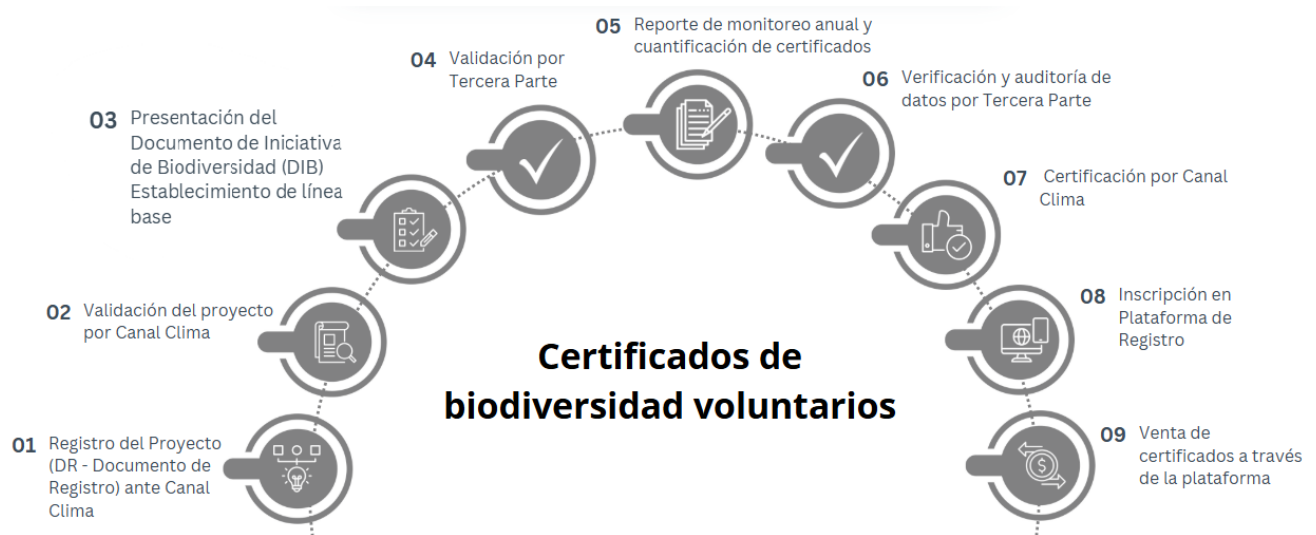 01 Registro del Proyecto
(DR - Documento de
Registro) ante Canal
Clima
02 Validación del proyecto
por Canal Clima
03 Presentación del
Documento de Iniciativa
de Biodiversidad (DIB)
Establecimiento de línea
base
04 Validación por
Tercera Parte
05 Reporte de monitoreo anual y
cuantificación de certificados
06 Verificación y auditoría de
datos por Tercera Parte
07 Certificación por Canal
Clima
08 Inscripción en
Plataforma de
Registro
09 Venta de
certificados a través
de la plataforma
Certificados de
biodiversidad voluntarios
$